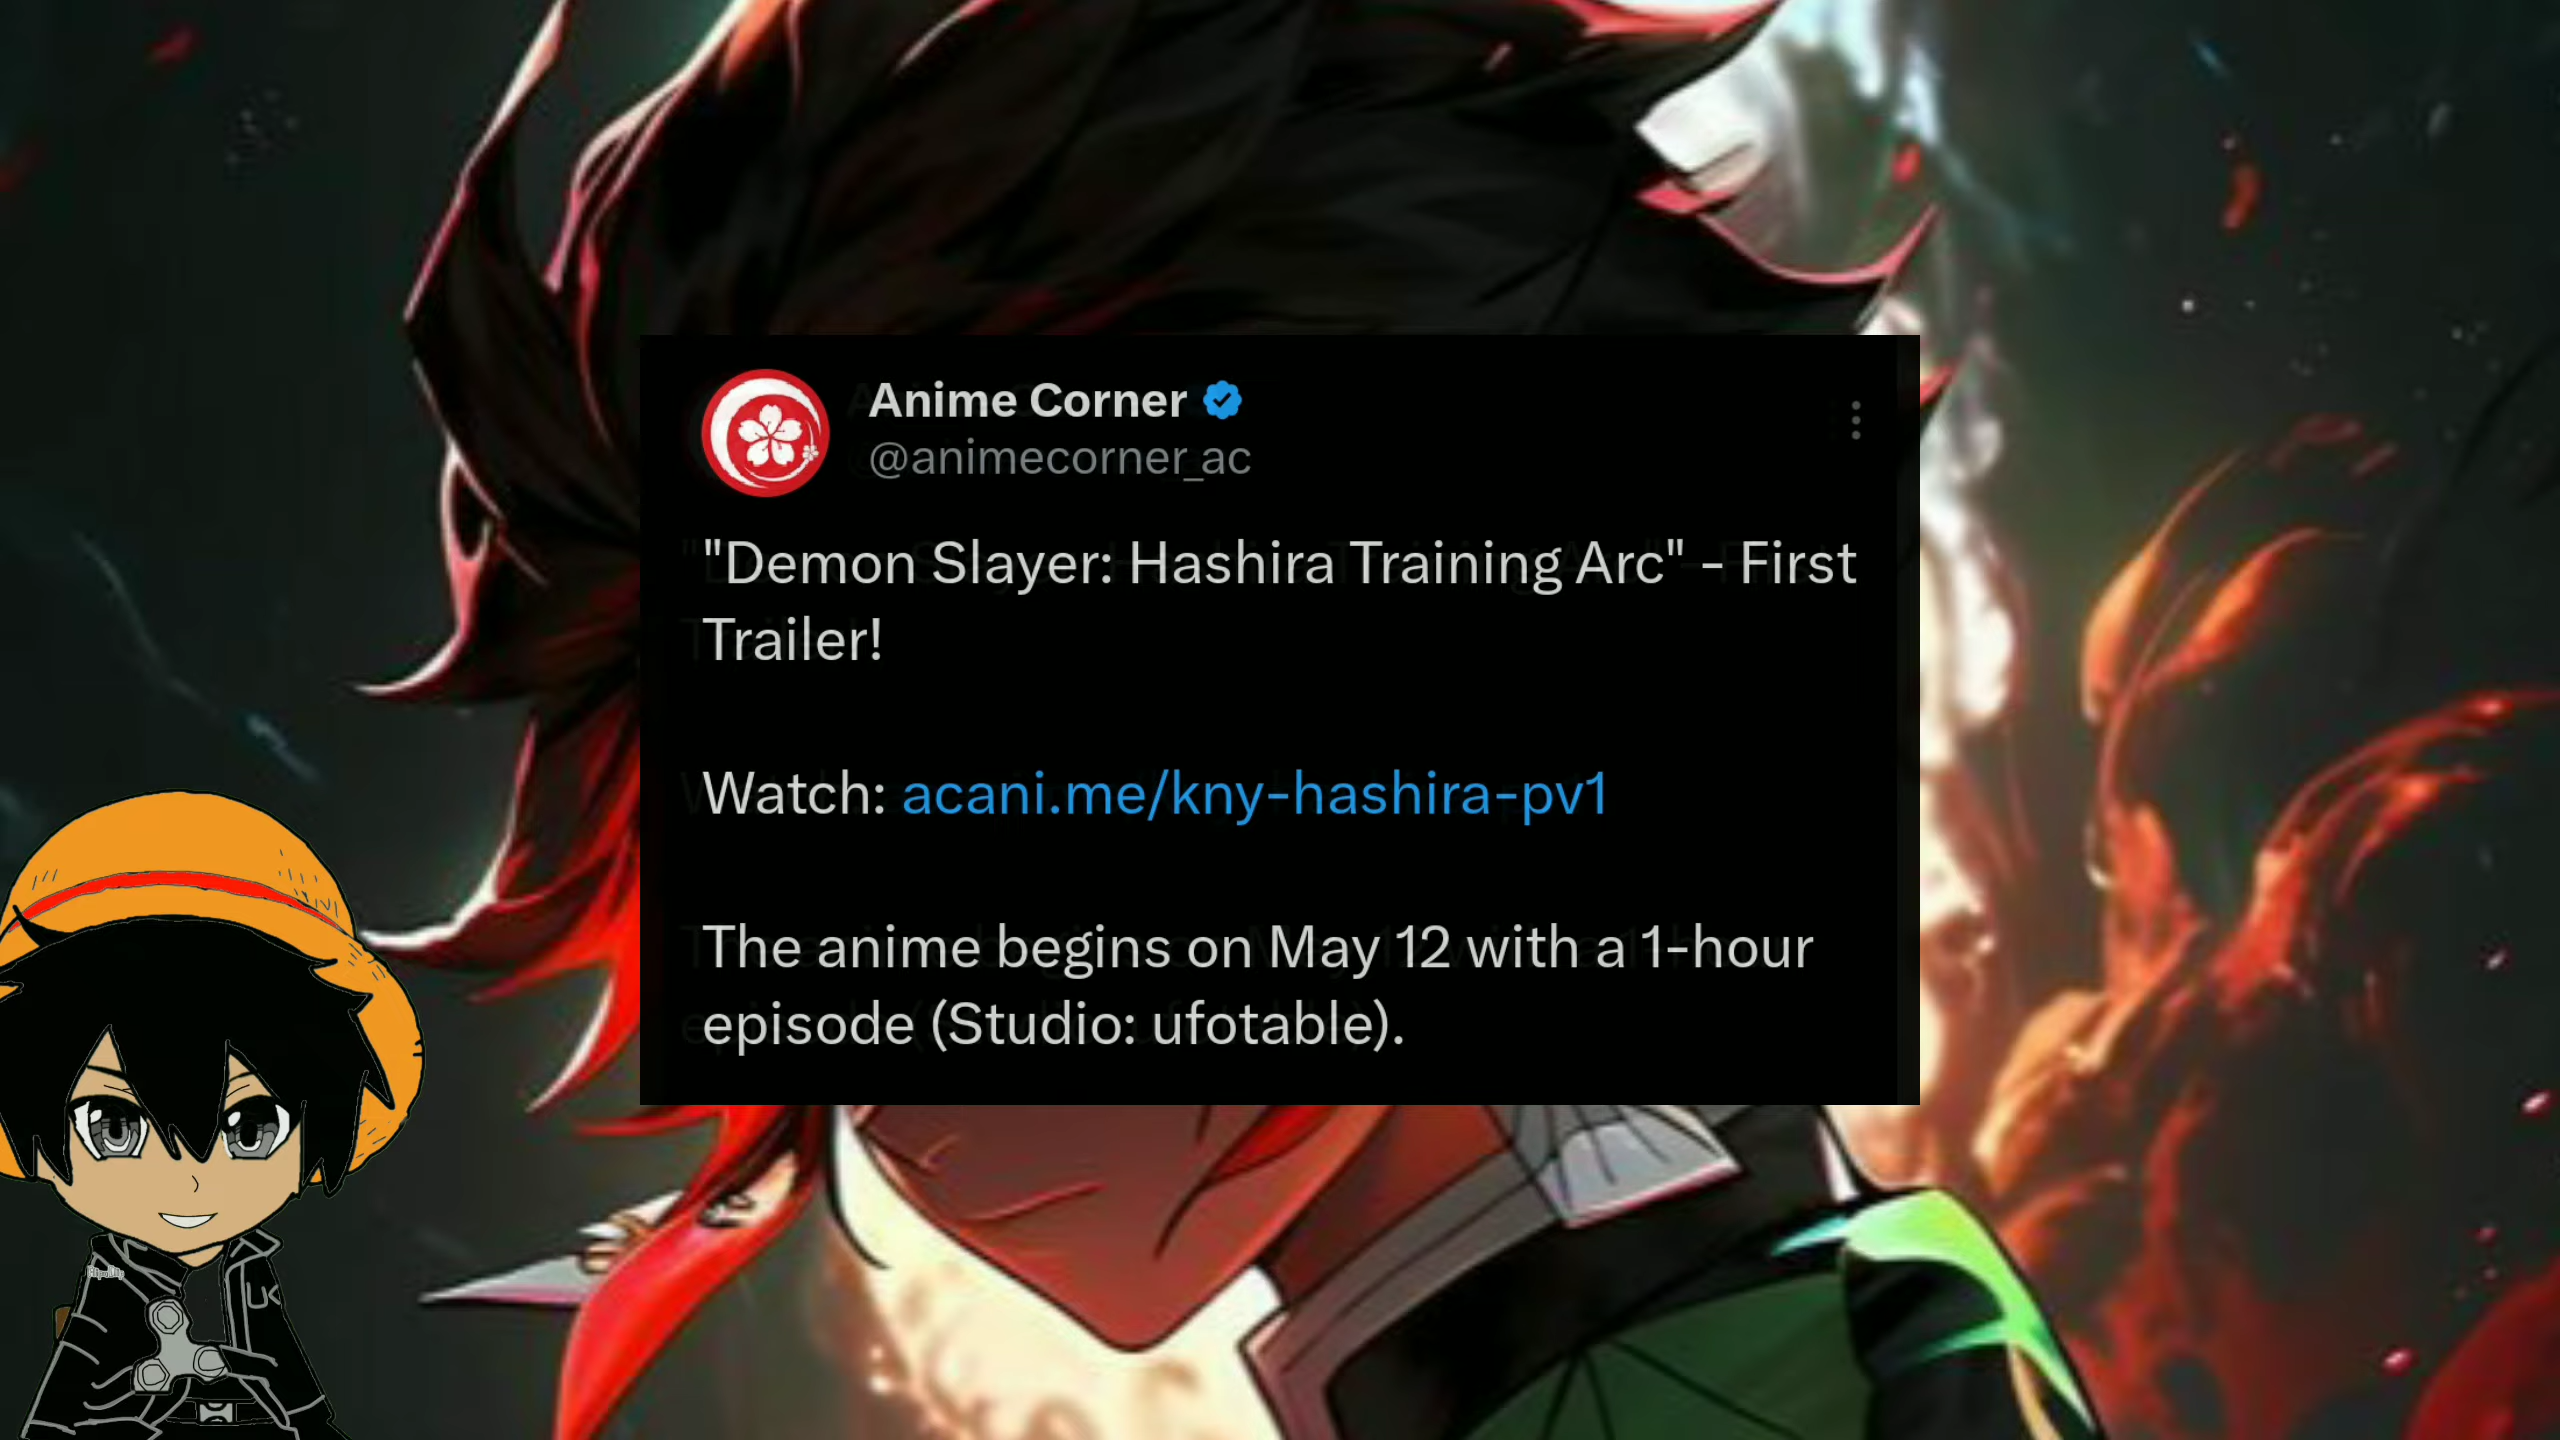 Anime Corner
@animecorner_ac
"Demon Slayer: Hashira Training Arc" - First
Trailer!
Watch: acani.me/kny-hashira-pv1
The anime begins on May 12 with a 1-hour
episode (Studio: ufotable).